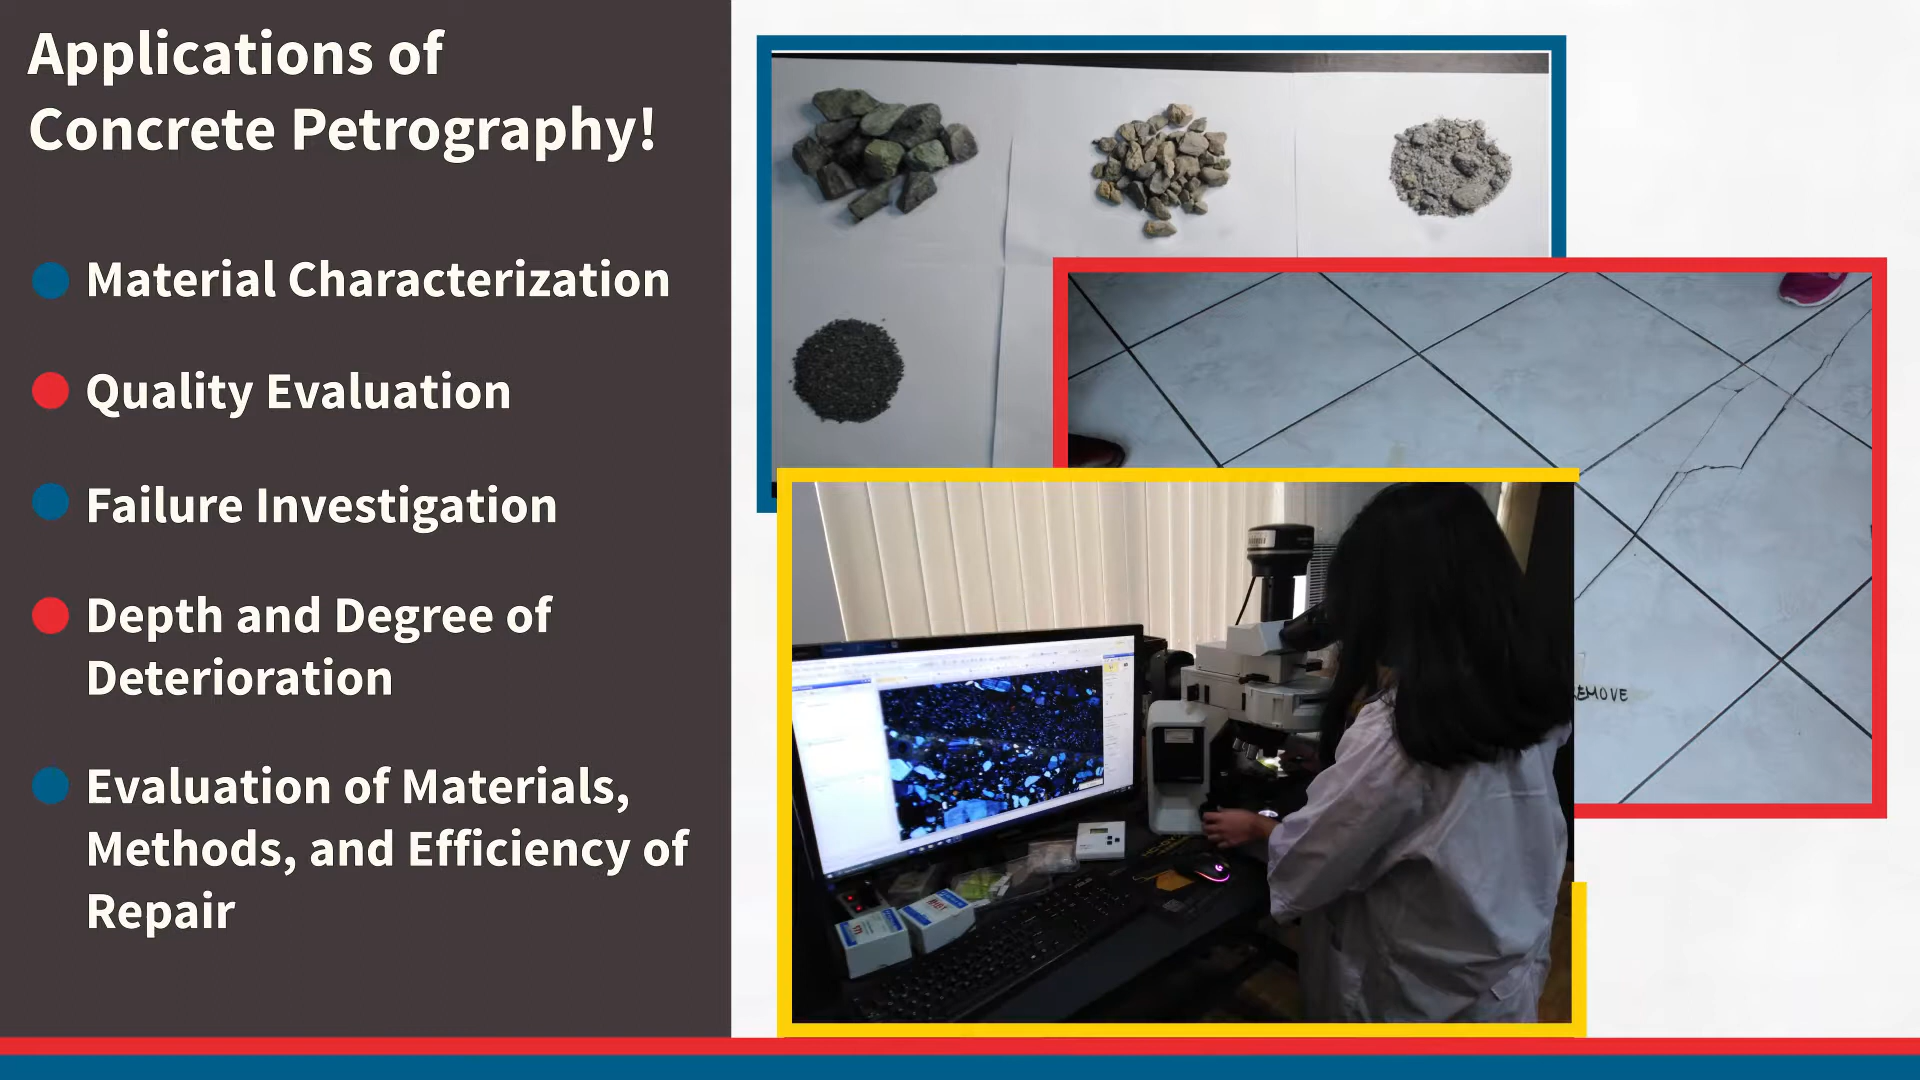 Applications of
Concrete Petrography!
Material Characterization
Quality Evaluation
Failure Investigation
Depth and Degree of
Deterioration
Evaluation of Materials,
Methods, and Efficiency of
Repair
EMOVE